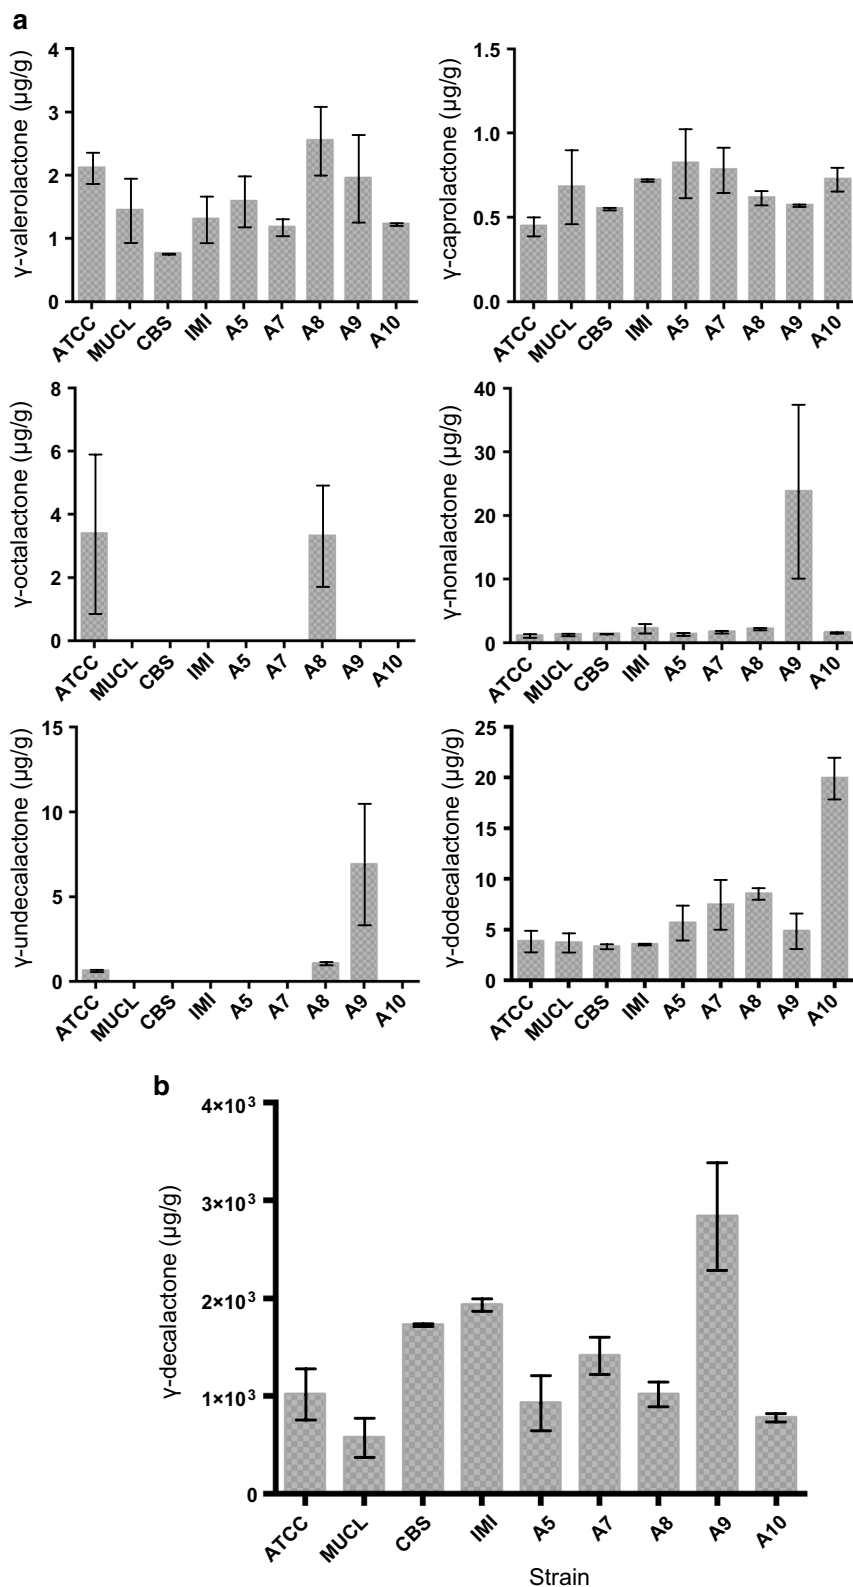 a
γ-valerolactone (µg/g)
4
3
2
1
0
ATCC
MUCL
CBS
IMI
A5
A7
A8
A9
A10
γ-caprolactone (µg/g)
1.5
1.0
0.5
0.0
ATCC
MUCL
CBS
IMI
A5
A7
A8
A9
A10
γ-octalactone (µg/g)
8
6
4
2
0
ATCC
MUCL
CBS
IMI
A5
A7
A8
A9
A10
γ-nonalactone (µg/g)
40
30
20
10
0
ATCC
MUCL
CBS
IMI
A5
A7
A8
A9
A10
γ-undecalactone (µg/g)
15
10
5
0
ATCC
MUCL
CBS
IMI
A5
A7
A8
A9
A10
γ-dodecalactone (µg/g)
25
20
15
10
5
0
ATCC
MUCL
CBS
IMI
A5
A7
A8
A9
A10
b
γ-decalactone (µg/g)
4×10³
3×10³
2×10³
1×10³
0
ATCC
MUCL
CBS
IMI
A5
A7
A8
A9
A10
Strain